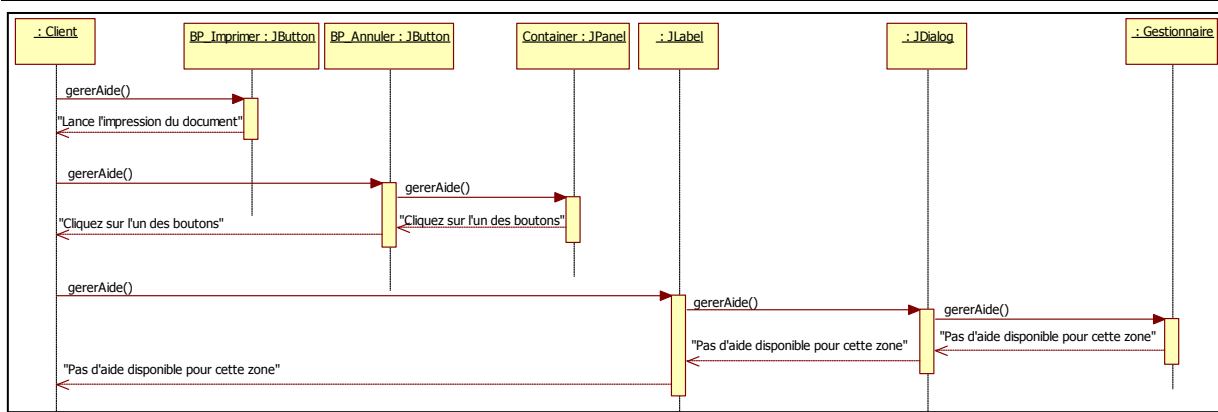 : Client
BP_Imprimer : JButton
BP_Annuler : JButton
Container : JPanel
: JLabel
: JDialog
: Gestionnaire
gererAide()
"Lance l'impression du document"
gererAide()
gererAide()
"Cliquez sur l'un des boutons"
"Cliquez sur l'un des boutons"
gererAide()
gererAide()
gererAide()
"Pas d'aide disponible pour cette zone"
"Pas d'aide disponible pour cette zone"
"Pas d'aide disponible pour cette zone"